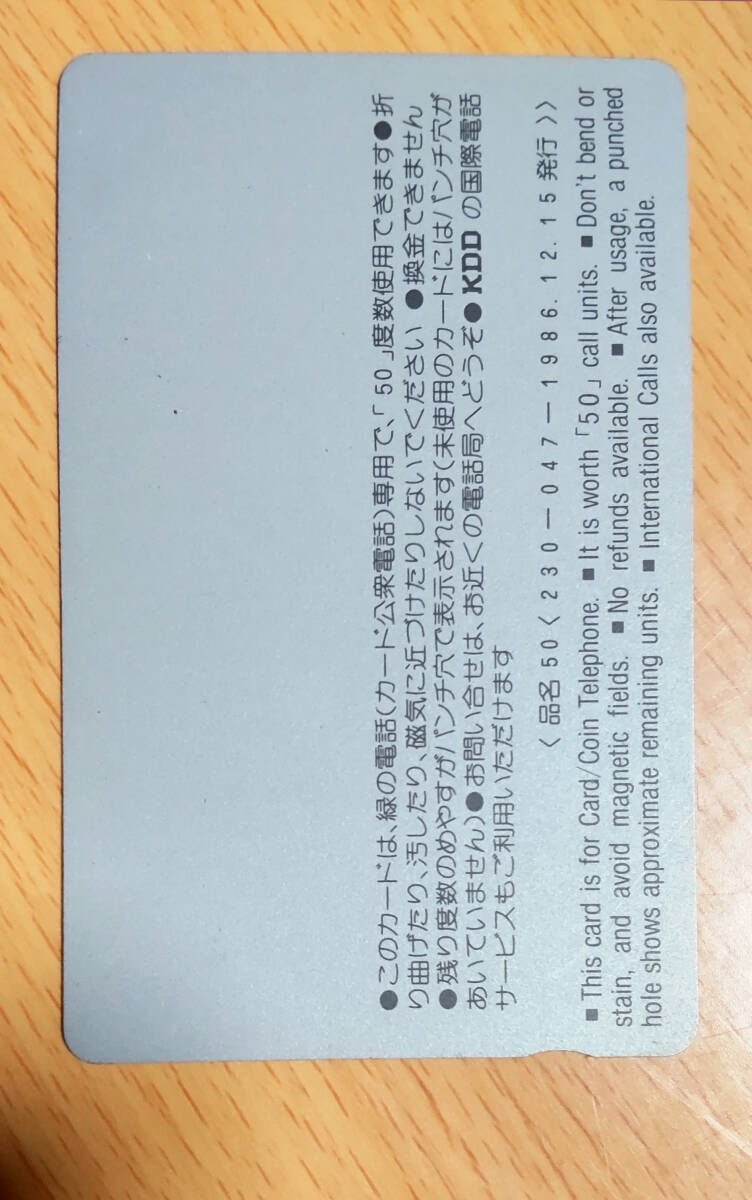 ●このカードは、緑の電話(カード公衆電話)専用で、「50」度数使用できます●折
り曲げたり、汚したり、磁気に近づけたりしないでください ●換金できません
●残り度数のめやすがパンチ穴で表示されます(未使用のカードにはパンチ穴が
あいていません)●お問い合せは、お近くの電話局へどうぞ●KDDの国際電話
サービスもご利用いただけます
〈品名50〈230-047-1986.12.15発行〉〉
■This card is for Card/Coin Telephone. ■It is worth「50」call units. ■Don't bend or
stain, and avoid magnetic fields. ■No refunds available. ■After usage, a punched
hole shows approximate remaining units. ■International Calls also available.